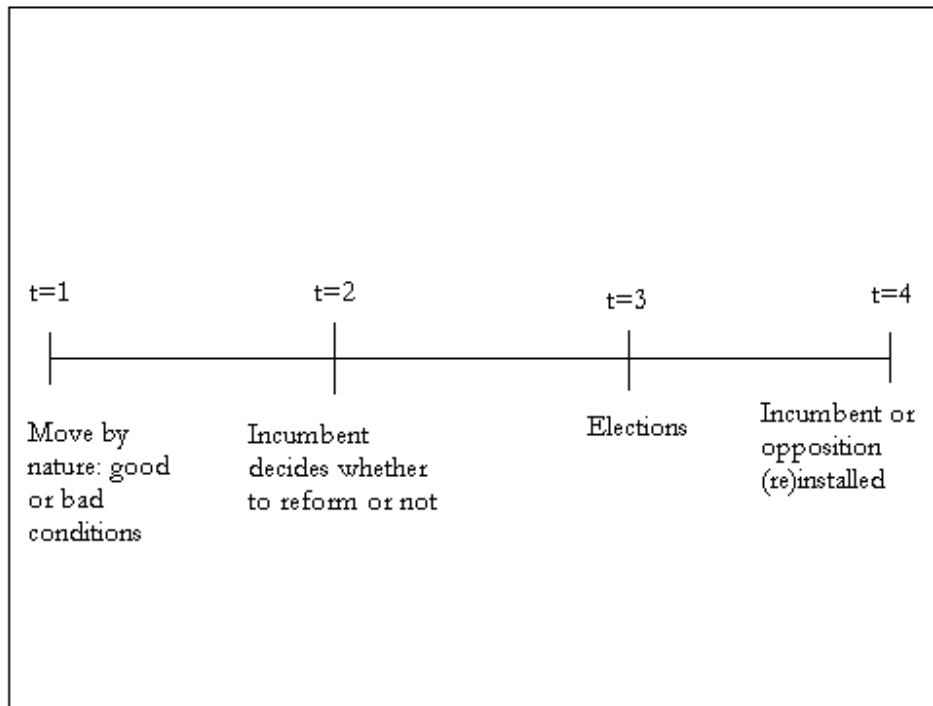 t=1
t=2
t=3
t=4
Move by
nature: good
or bad
conditions
Incumbent
decides whether
to reform or not
Elections
Incumbent or
opposition
(re)installed